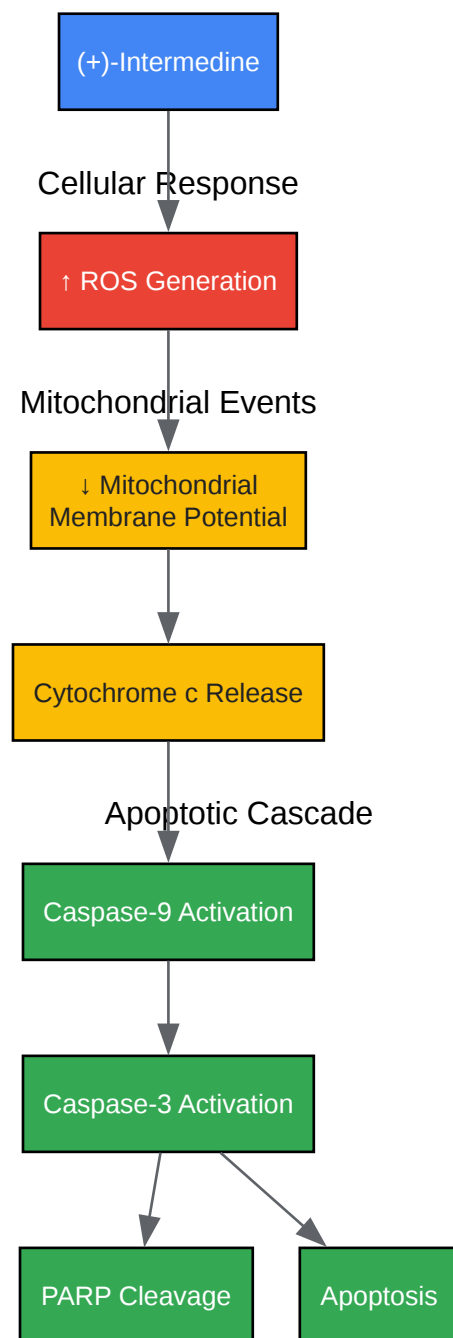 (+)-Intermedine
Cellular Response
↑ ROS Generation
Mitochondrial Events
↓ Mitochondrial
Membrane Potential
Cytochrome c Release
Apoptotic Cascade
Caspase-9 Activation
Caspase-3 Activation
PARP Cleavage
Apoptosis